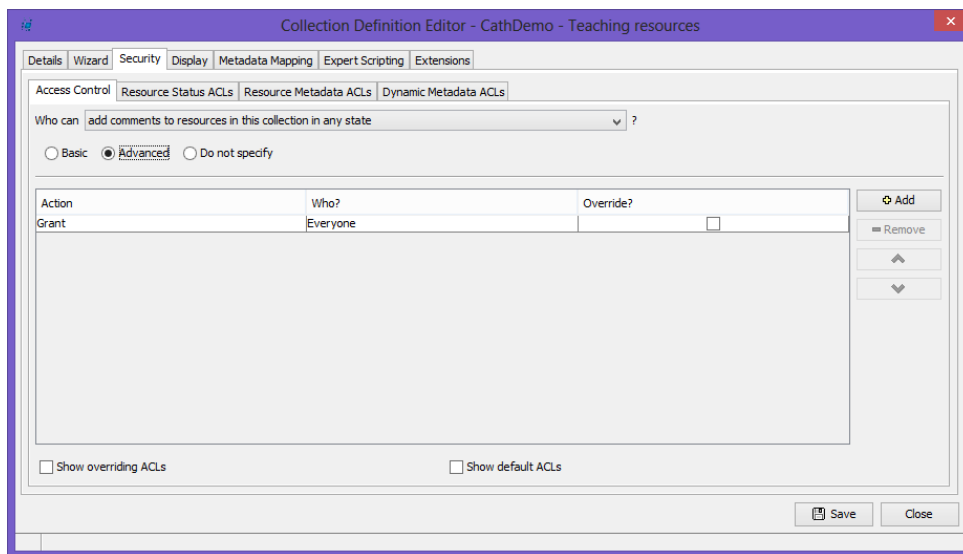 Collection Definition Editor - CathDemo - Teaching resources
Details Wizard Security Display Metadata Mapping Expert Scripting Extensions
Access Control Resource Status ACLs Resource Metadata ACLs Dynamic Metadata ACLs
Who can add comments to resources in this collection in any state ?
Basic Advanced Do not specify
Action Who? Override? Add
Grant Everyone
Remove
Show overriding ACLs Show default ACLs
Save Close